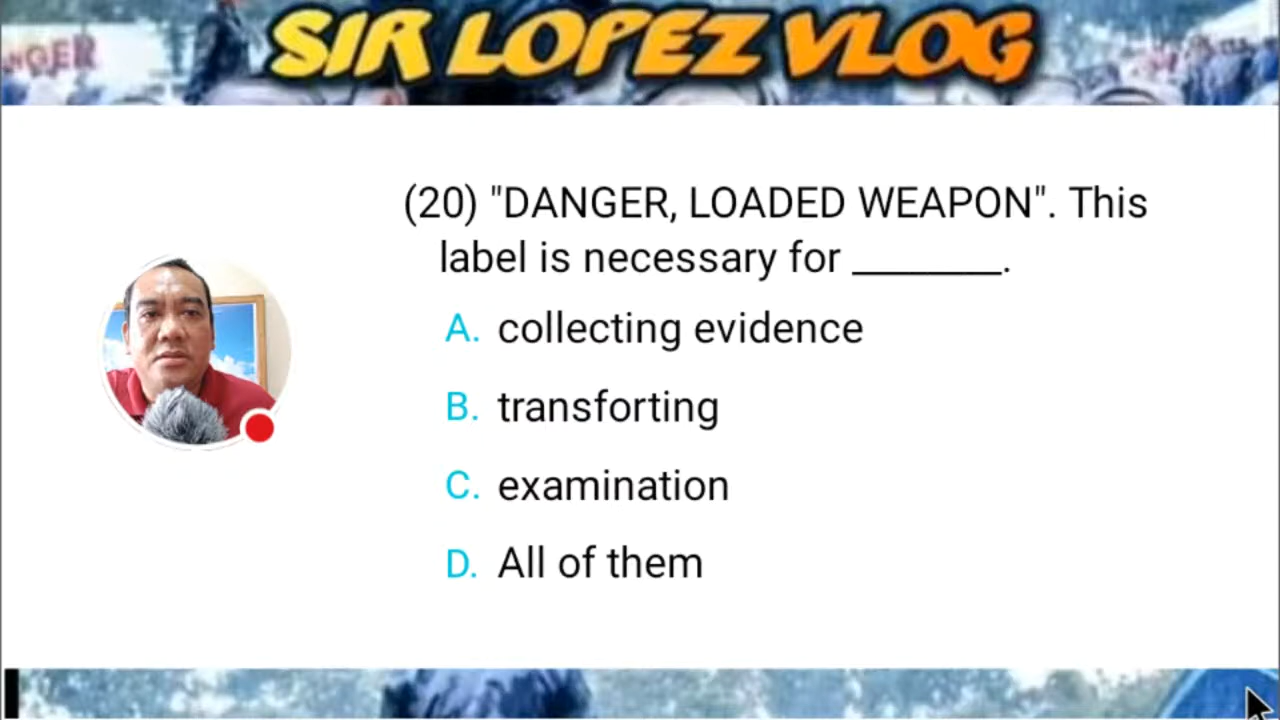 SIR LOPEZ VLOG
(20) "DANGER, LOADED WEAPON". This
label is necessary for _______.
A. collecting evidence
B. transforting
C. examination
D. All of them